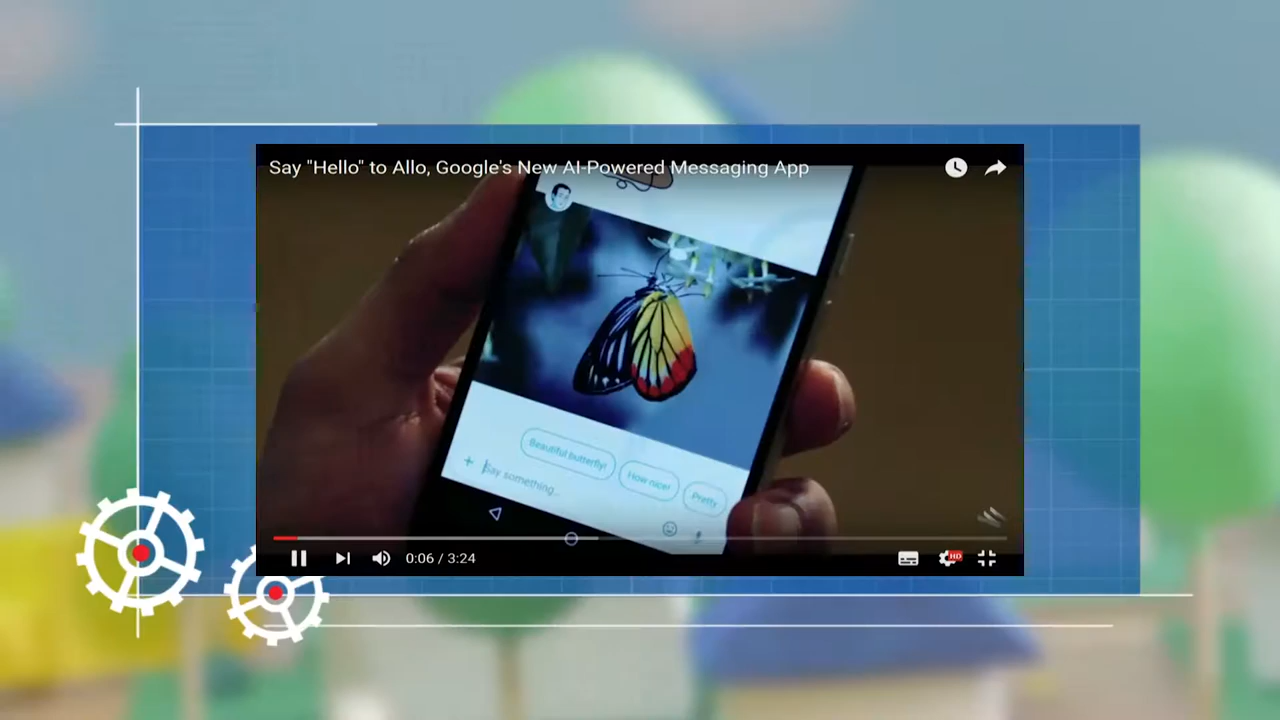 Say "Hello" to Allo, Google's New AI-Powered Messaging App
Beautiful butterfly!
How nice!
Pretty
Say something...
0:06 / 3:24
HD